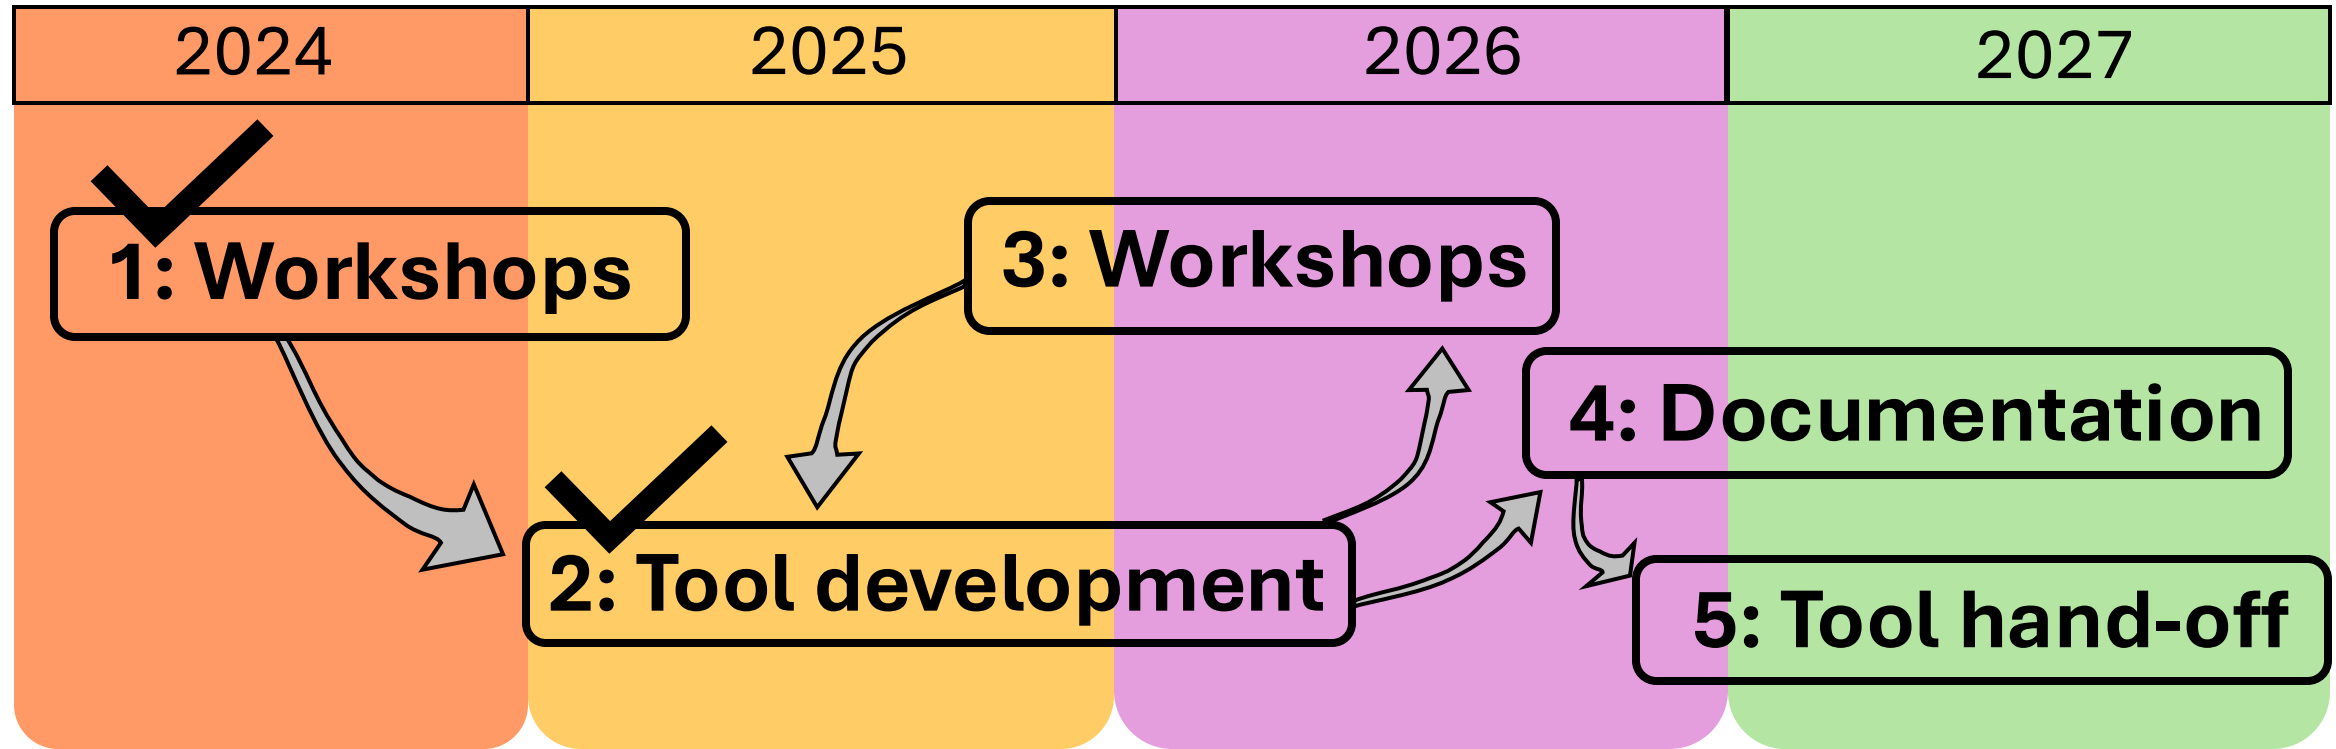 2024
2025
2026
2027
1: Workshops
3: Workshops
4: Documentation
2: Tool development
5: Tool hand-off